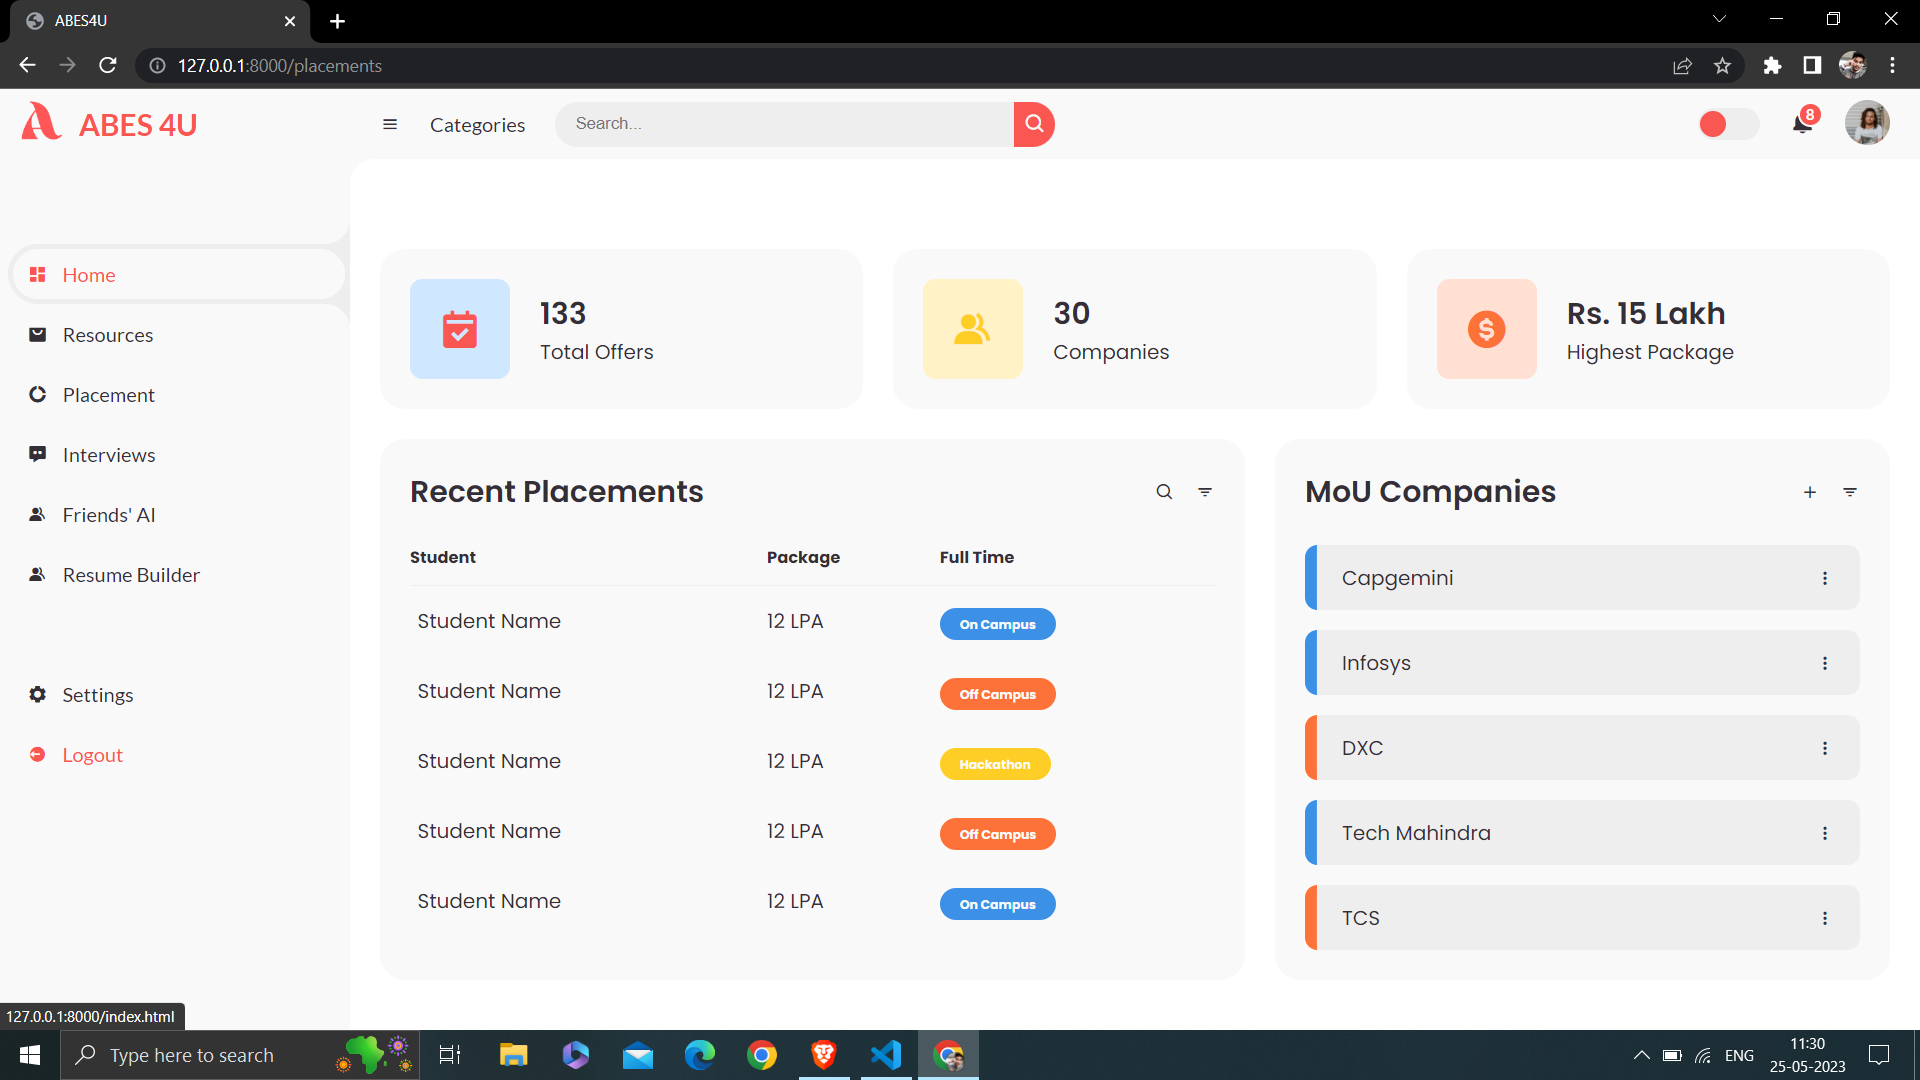 ABES4U
127.0.0.1:8000/placements
ABES 4U
Categories
Search...
8
Home
Resources
Placement
Interviews
Friends' AI
Resume Builder
Settings
Logout
133
Total Offers
30
Companies
$
Rs. 15 Lakh
Highest Package
Recent Placements
Student Package Full Time
Student Name 12 LPA On Campus
Student Name 12 LPA Off Campus
Student Name 12 LPA Hackathon
Student Name 12 LPA Off Campus
Student Name 12 LPA On Campus
MoU Companies
Capgemini
Infosys
DXC
Tech Mahindra
TCS
127.0.0.1:8000/index.html
Type here to search
ENG
11:30
25-05-2023